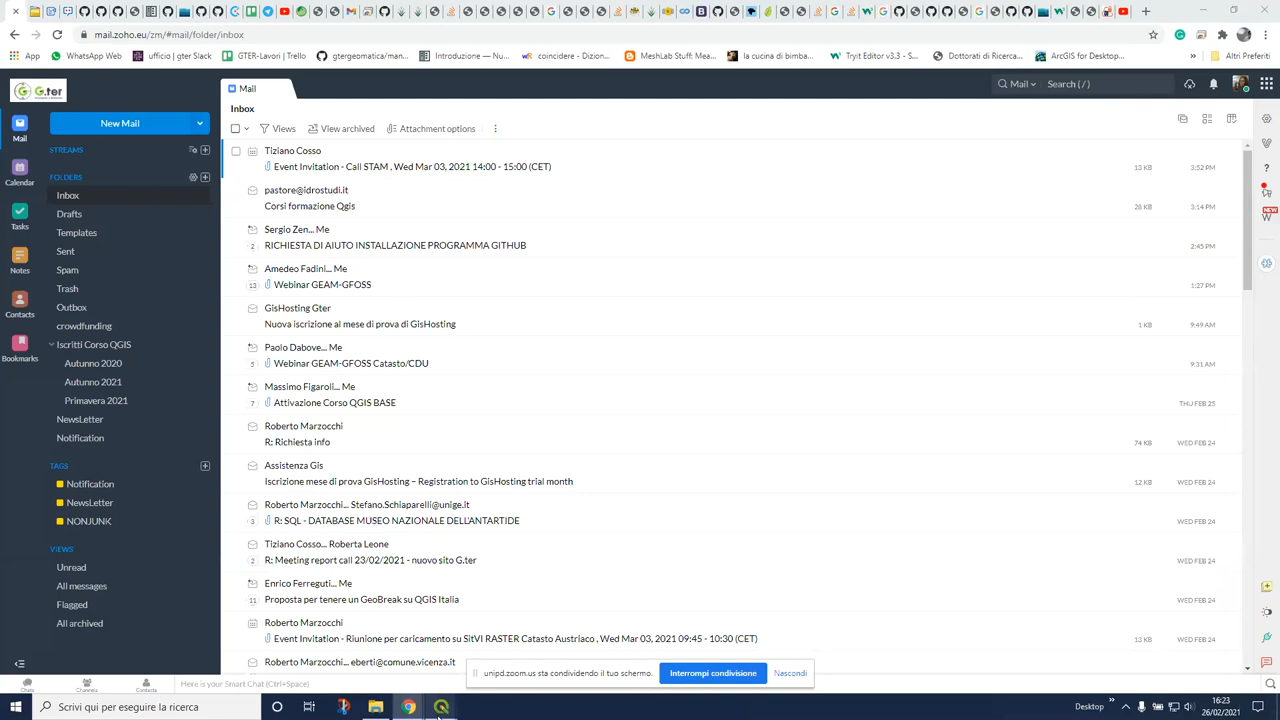 mail.zoho.eu/zm/#mail/folder/inbox
App
WhatsApp Web
ufficio | gter Slack
GTER-Lavori | Trello
gtergeomatica (gter...
Introduction — Nu...
coincidere - Dizion...
MeshLab Stuff: Mea...
la cucina di bimba...
Tryit Editor v3.3 - S...
Dottorati di Ricerca...
ArcGIS for Desktop...
»
Altri Preferiti
G.ter
Mail
Mail
Search ( / )
Inbox
New Mail
Views
View archived
Attachment options
Mail
Calendar
Tasks
Notes
Contacts
Bookmarks
STREAMS
FOLDERS
Inbox
Drafts
Templates
Sent
Spam
Trash
Outbox
crowdfunding
Iscritti Corso QGIS
Autunno 2020
Autunno 2021
Primavera 2021
NewsLetter
Notification
TAGS
Notification
NewsLetter
NONJUNK
VIEWS
Unread
All messages
Flagged
All archived
Tiziano Cosso
Event Invitation - Call STAM , Wed Mar 03, 2021 14:00 - 15:00 (CET) 13 KB 3:52 PM
pastore@idrostudi.it
Corsi formazione Qgis 26 KB 3:14 PM
Sergio Zen... Me
2 RICHIESTA DI AIUTO INSTALLAZIONE PROGRAMMA GITHUB 2:45 PM
Amedeo Fadini... Me
13 Webinar GEAM-GFOSS 1:27 PM
GisHosting Gter
Nuova iscrizione al mese di prova di GisHosting 1 KB 9:49 AM
Paolo Dabove... Me
5 Webinar GEAM-GFOSS Catasto/CDU 9:31 AM
Massimo Figaroli... Me
7 Attivazione Corso QGIS BASE THU FEB 25
Roberto Marzocchi
R: Richiesta info 74 KB WED FEB 24
Assistenza Gis
Iscrizione mese di prova GisHosting – Registration to GisHosting trial month 12 KB WED FEB 24
Roberto Marzocchi... Stefano.Schiaparelli@unige.it
3 R: SQL - DATABASE MUSEO NAZIONALE DELL'ANTARTIDE WED FEB 24
Tiziano Cosso... Roberta Leone
2 R: Meeting report call 23/02/2021 - nuovo sito G.ter WED FEB 24
Enrico Ferreguti... Me
11 Proposta per tenere un GeoBreak su QGIS Italia WED FEB 24
Roberto Marzocchi
Event Invitation - Riunione per caricamento su SItVI RASTER Catasto Austriaco , Wed Mar 03, 2021 09:45 - 10:30 (CET) 13 KB WED FEB 24
Roberto Marzocchi... eberti@comune.vicenza.it
NEW
unipd.zoom.us sta condividendo il tuo schermo.
Interrompi condivisione
Nascondi
Chats
Channels
Contacts
Here is your Smart Chat (Ctrl+Space)
Scrivi qui per eseguire la ricerca
Desktop »
16:23
26/02/2021